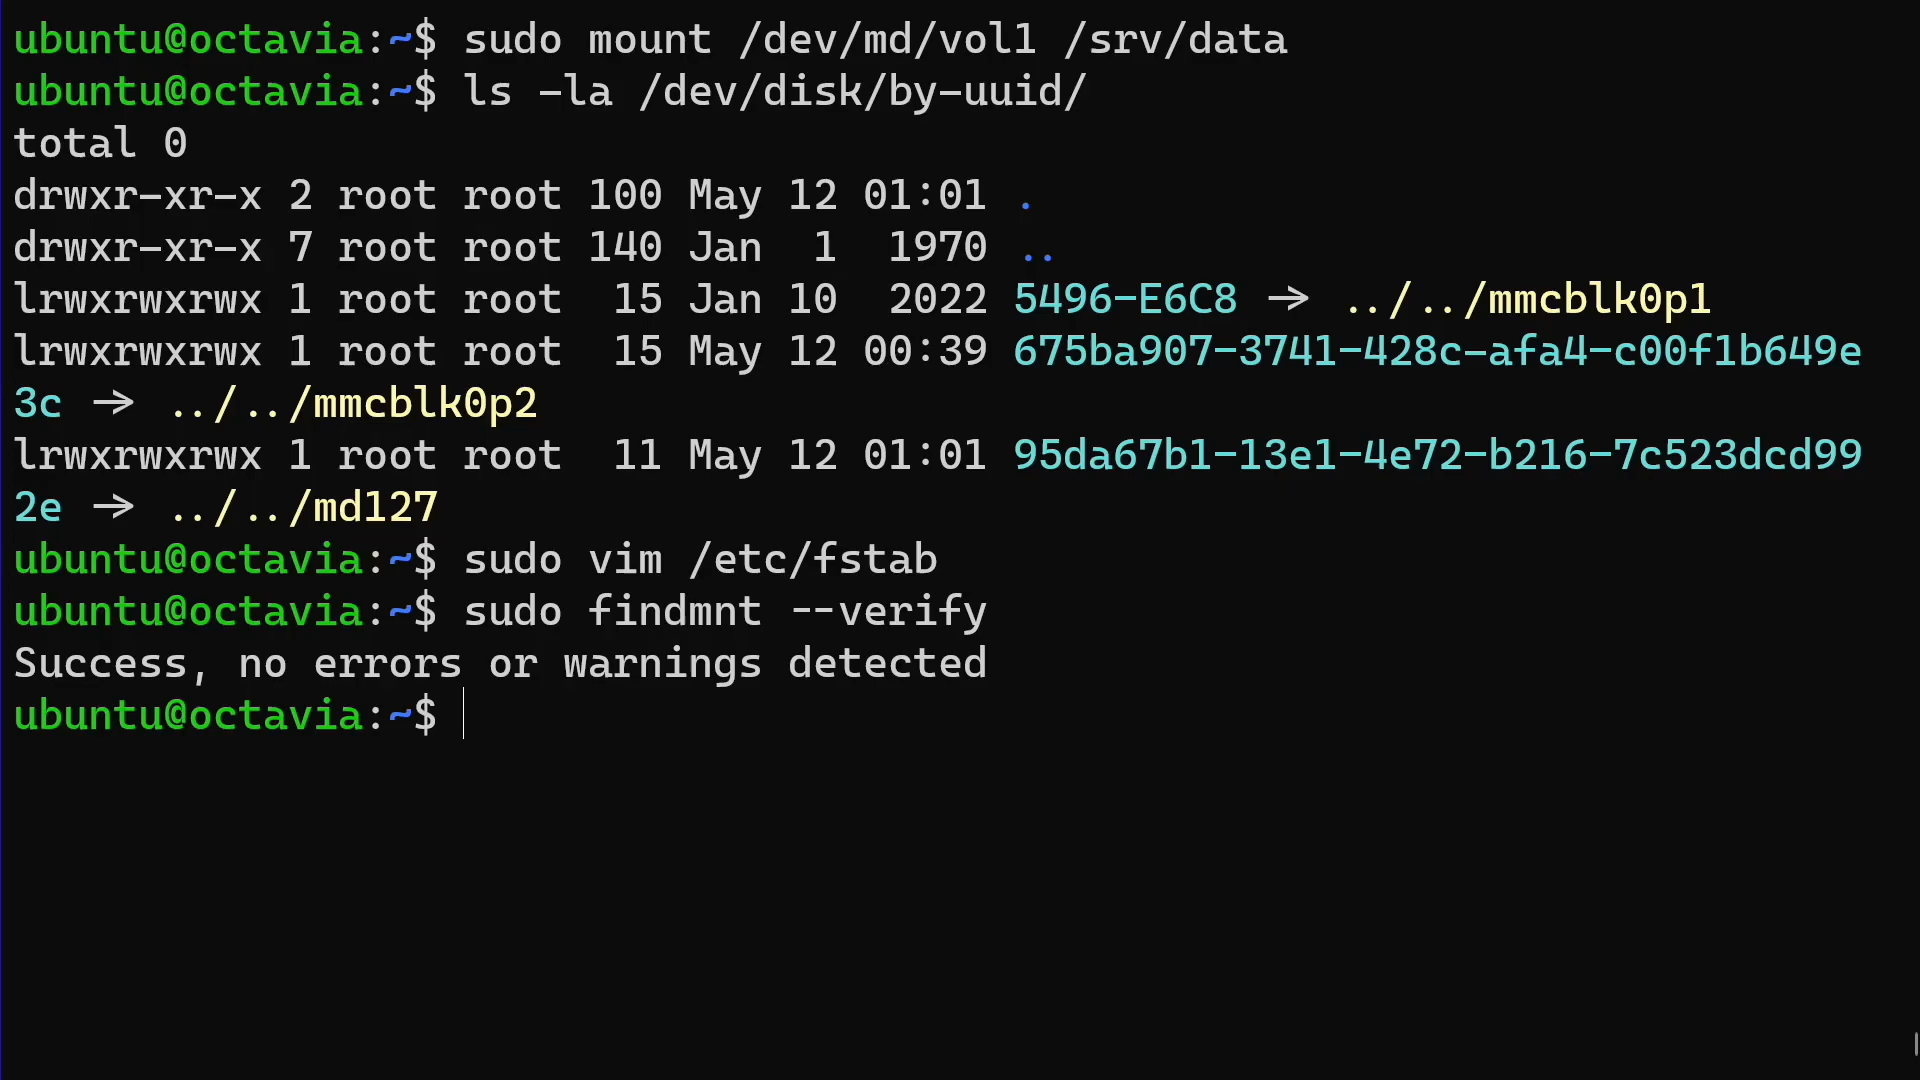 ubuntu@octavia:~$ sudo mount /dev/md/vol1 /srv/data
ubuntu@octavia:~$ ls -la /dev/disk/by-uuid/
total 0
drwxr-xr-x 2 root root 100 May 12 01:01 .
drwxr-xr-x 7 root root 140 Jan  1  1970 ..
lrwxrwxrwx 1 root root  15 Jan 10  2022 5496-E6C8 -> ../../mmcblk0p1
lrwxrwxrwx 1 root root  15 May 12 00:39 675ba907-3741-428c-afa4-c00f1b649e
3c -> ../../mmcblk0p2
lrwxrwxrwx 1 root root  11 May 12 01:01 95da67b1-13e1-4e72-b216-7c523dcd99
2e -> ../../md127
ubuntu@octavia:~$ sudo vim /etc/fstab
ubuntu@octavia:~$ sudo findmnt --verify
Success, no errors or warnings detected
ubuntu@octavia:~$